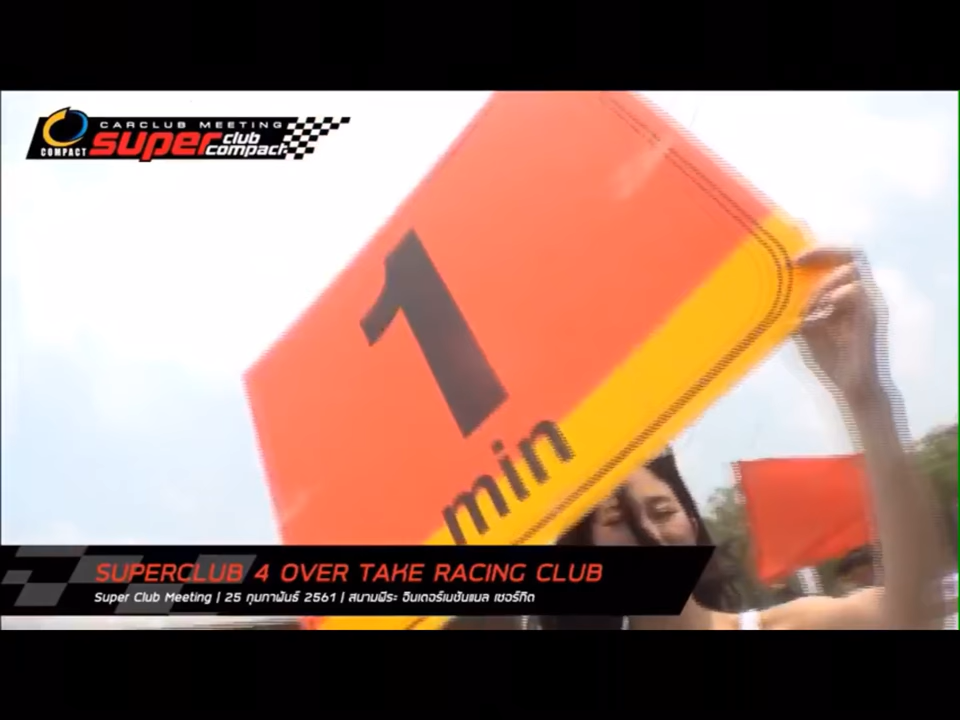 CARCLUB MEETING
COMPACT super club compact
1
min
SUPERCLUB 4 OVER TAKE RACING CLUB
Super Club Meeting | 25 กุมภาพันธ์ 2561 | สนามพีระ อินเตอร์เนชันแนล เซอร์กิต